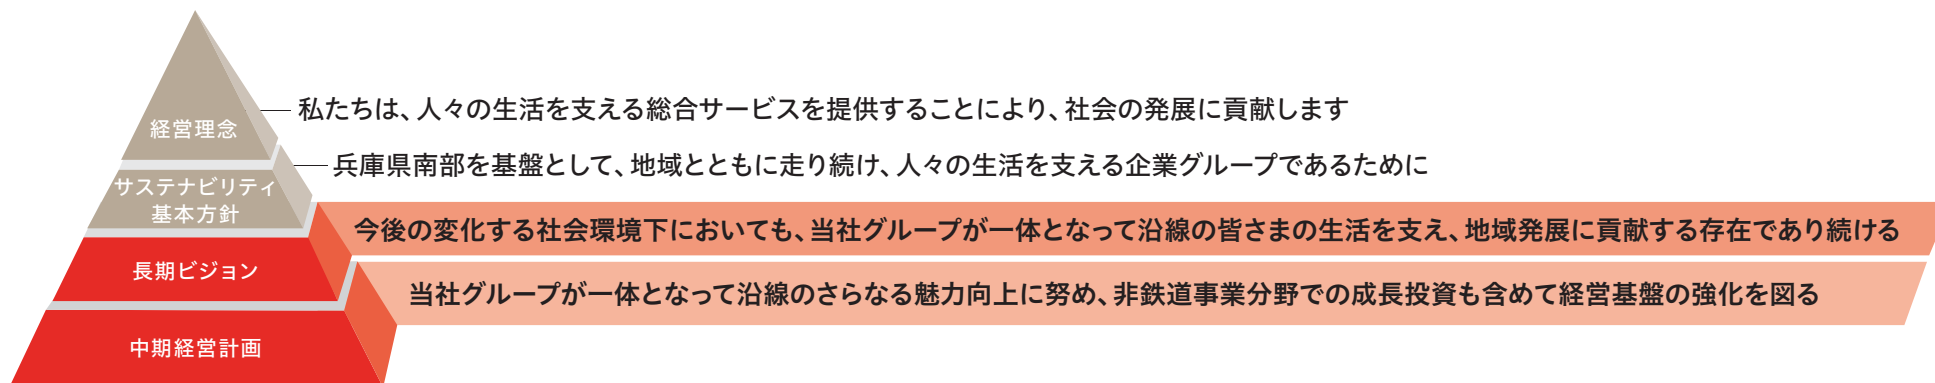 経営理念
私たちは、人々の生活を支える総合サービスを提供することにより、社会の発展に貢献します
サステナビリティ
基本方針
兵庫県南部を基盤として、地域とともに走り続け、人々の生活を支える企業グループであるために
長期ビジョン
今後の変化する社会環境下においても、当社グループが一体となって沿線の皆さまの生活を支え、地域発展に貢献する存在であり続ける
中期経営計画
当社グループが一体となって沿線のさらなる魅力向上に努め、非鉄道事業分野での成長投資も含めて経営基盤の強化を図る